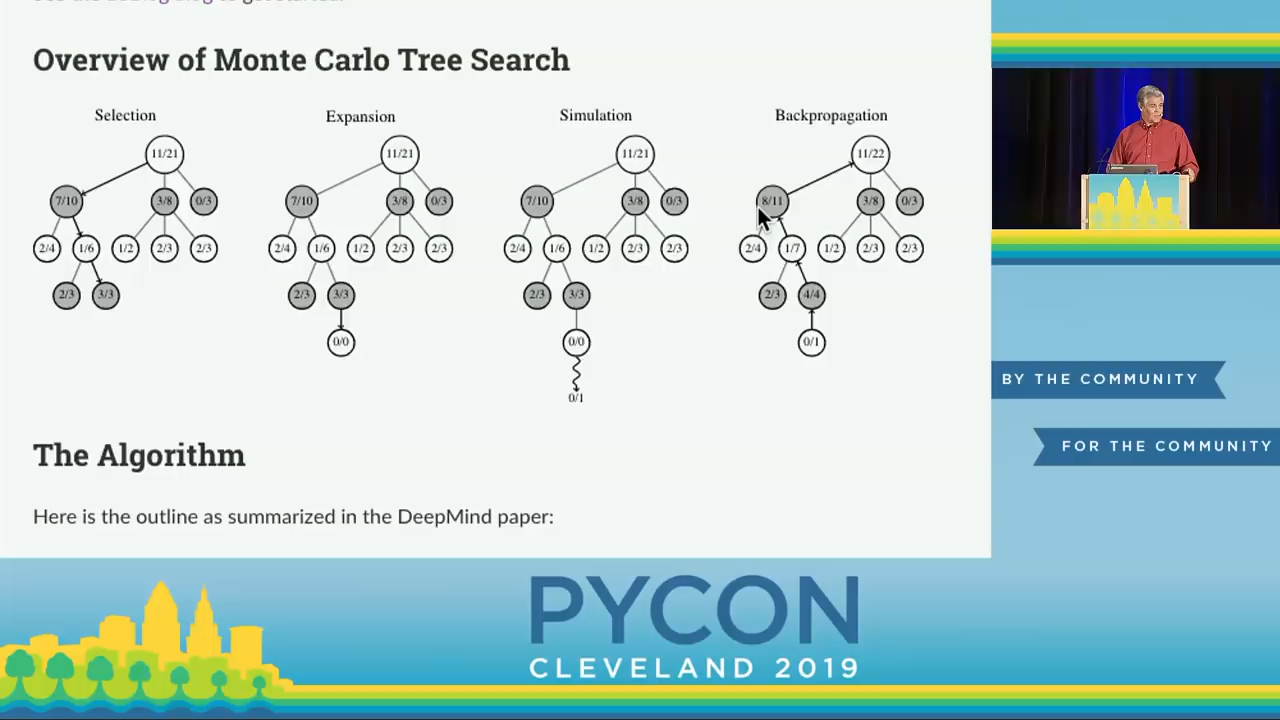 Overview of Monte Carlo Tree Search
Selection Expansion Simulation Backpropagation
11/21 11/21 11/21 11/22
7/10 3/8 0/3 7/10 3/8 0/3 7/10 3/8 0/3 8/11 3/8 0/3
2/4 1/6 1/2 2/3 2/3 2/4 1/6 1/2 2/3 2/3 2/4 1/6 1/2 2/3 2/3 2/4 1/7 1/2 2/3 2/3
2/3 3/3 2/3 3/3 2/3 3/3 2/3 4/4
0/0 0/0 0/1
0/1
The Algorithm
Here is the outline as summarized in the DeepMind paper:
BY THE COMMUNITY
FOR THE COMMUNITY
PYCON
CLEVELAND 2019